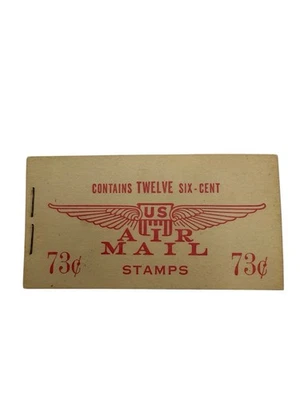 CONTAINS TWELVE SIX-CENT
US
AIR
MAIL
73¢ STAMPS 73¢